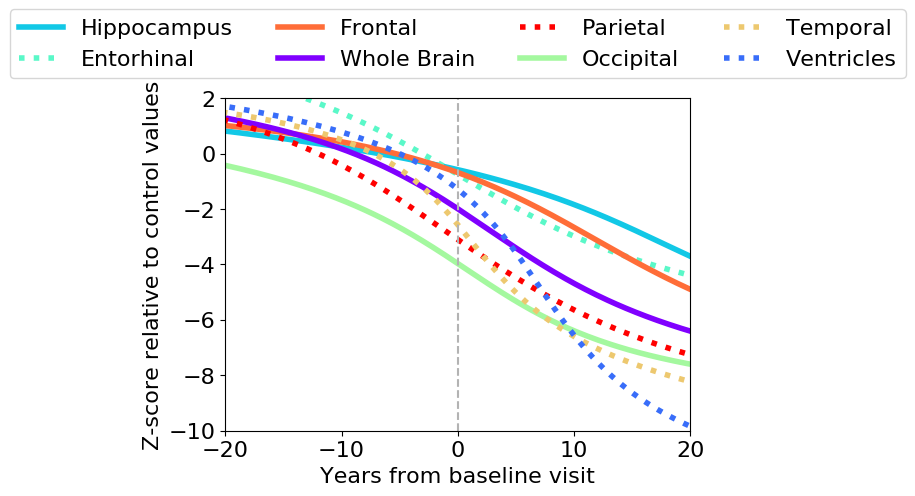 Hippocampus Frontal Parietal Temporal
Entorhinal Whole Brain Occipital Ventricles
Z-score relative to control values
2
0
−2
−4
−6
−8
−10
−20 −10 0 10 20
Years from baseline visit